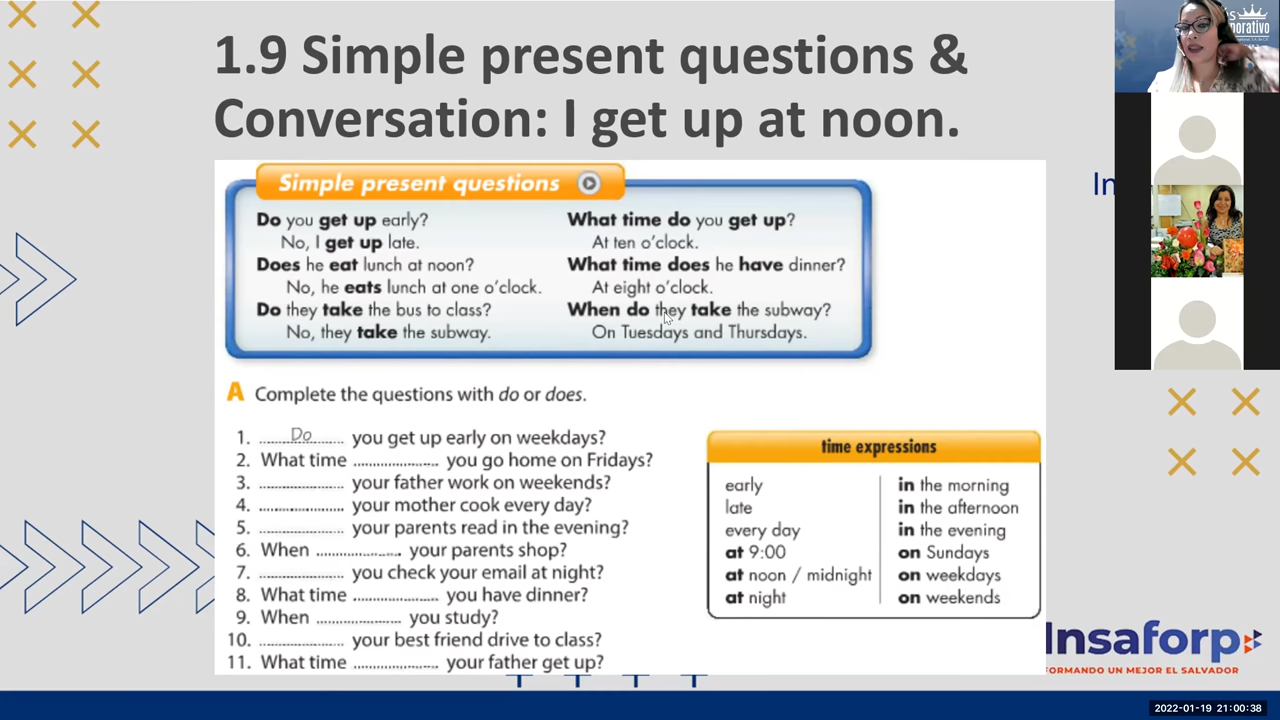 1.9 Simple present questions &
Conversation: I get up at noon.
Simple present questions
Do you get up early?
No, I get up late.
Does he eat lunch at noon?
No, he eats lunch at one o’clock.
Do they take the bus to class?
No, they take the subway.
What time do you get up?
At ten o’clock.
What time does he have dinner?
At eight o’clock.
When do they take the subway?
On Tuesdays and Thursdays.
A Complete the questions with do or does.
1. ....Do.... you get up early on weekdays?
2. What time .................... you go home on Fridays?
3. .................... your father work on weekends?
4. .................... your mother cook every day?
5. .................... your parents read in the evening?
6. When .................... your parents shop?
7. .................... you check your email at night?
8. What time .................... you have dinner?
9. When .................... you study?
10. .................... your best friend drive to class?
11. What time .................... your father get up?
time expressions
early
late
every day
at 9:00
at noon / midnight
at night
in the morning
in the afternoon
in the evening
on Sundays
on weekdays
on weekends
Insaforp
FORMANDO UN MEJOR EL SALVADOR
2022-01-19 21:00:38